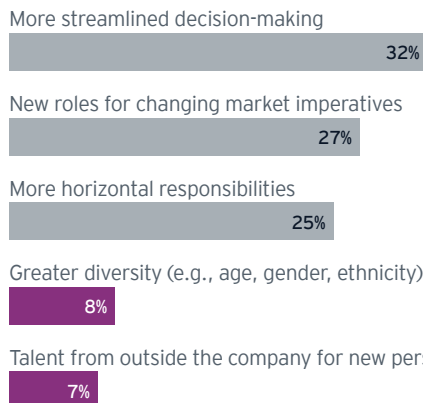 More streamlined decision-making
32%
New roles for changing market imperatives
27%
More horizontal responsibilities
25%
Greater diversity (e.g., age, gender, ethnicity)
8%
Talent from outside the company for new
7%